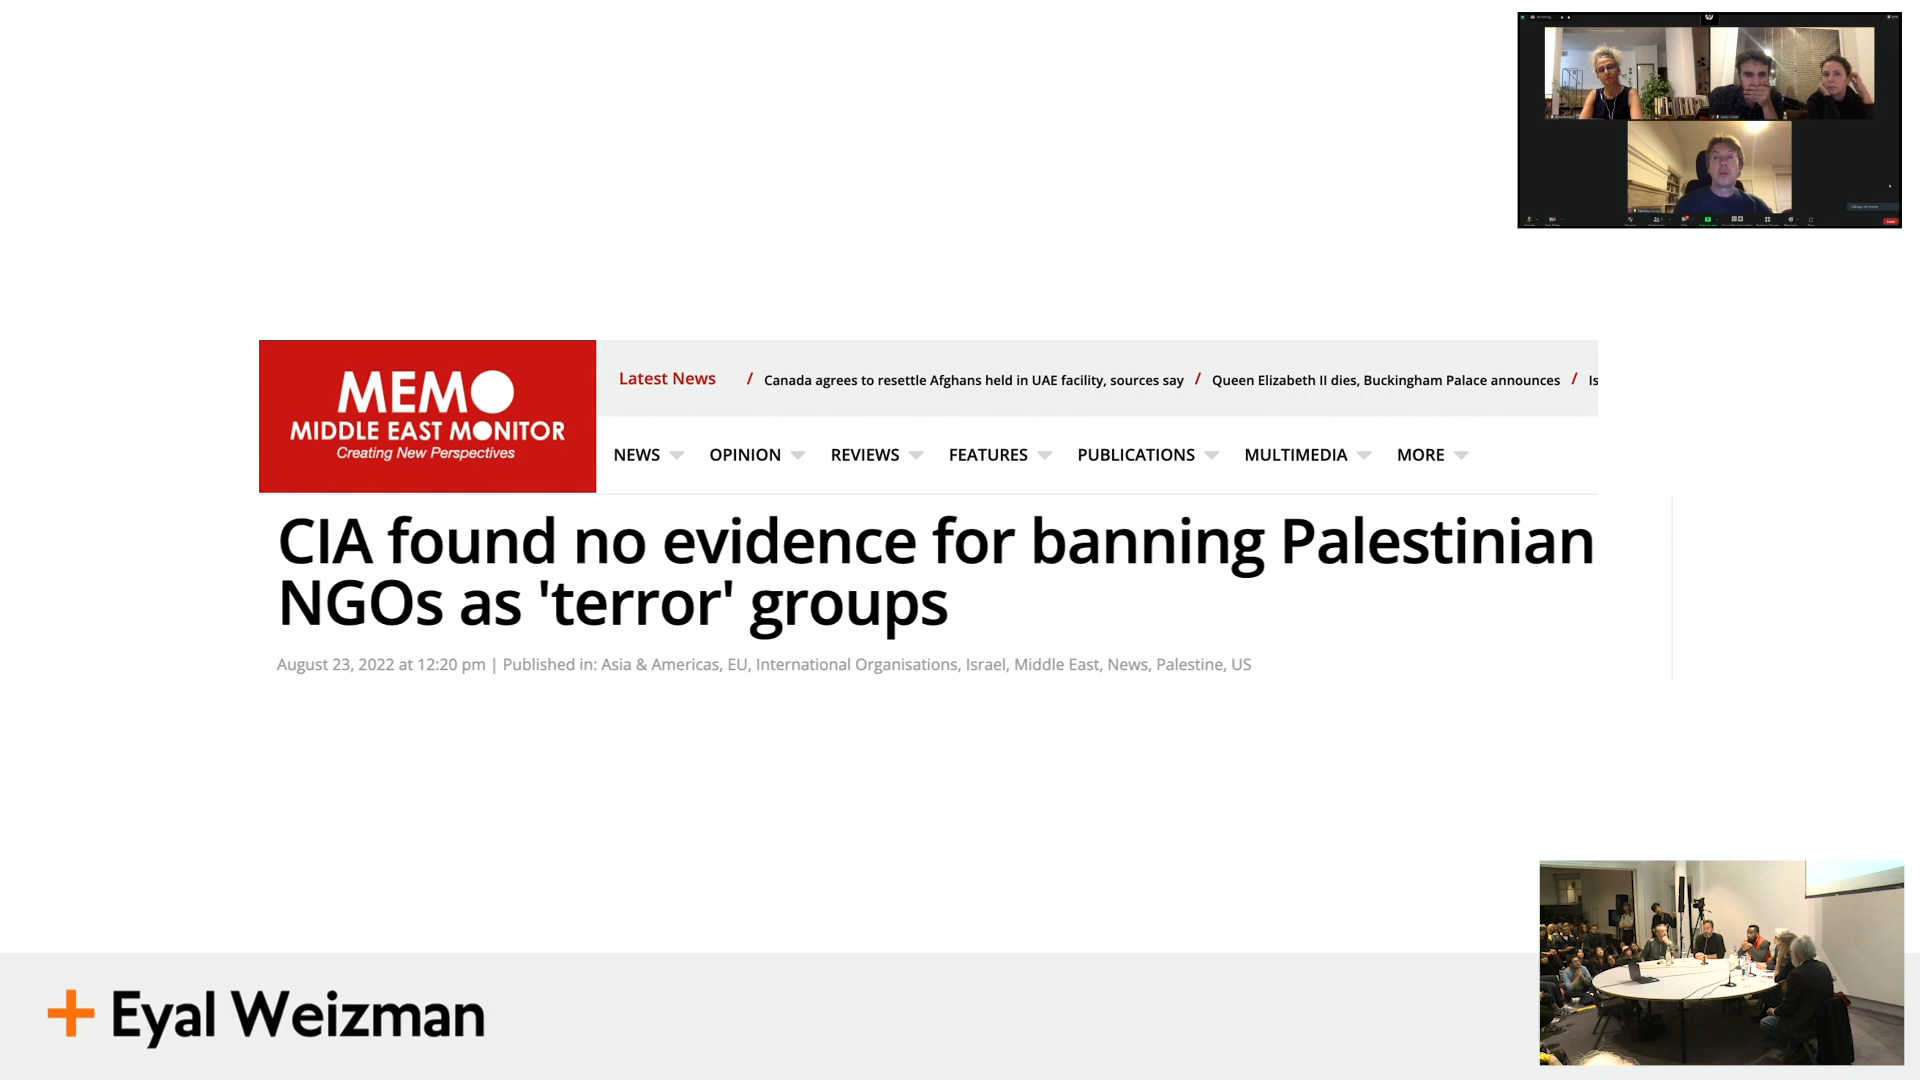 MEMO
MIDDLE EAST MONITOR
Creating New Perspectives
Latest News / Canada agrees to resettle Afghans held in UAE facility, sources say / Queen Elizabeth II dies, Buckingham Palace announces / Is
NEWS OPINION REVIEWS FEATURES PUBLICATIONS MULTIMEDIA MORE
CIA found no evidence for banning Palestinian
NGOs as 'terror' groups
August 23, 2022 at 12:20 pm | Published in: Asia & Americas, EU, International Organisations, Israel, Middle East, News, Palestine, US
+ Eyal Weizman